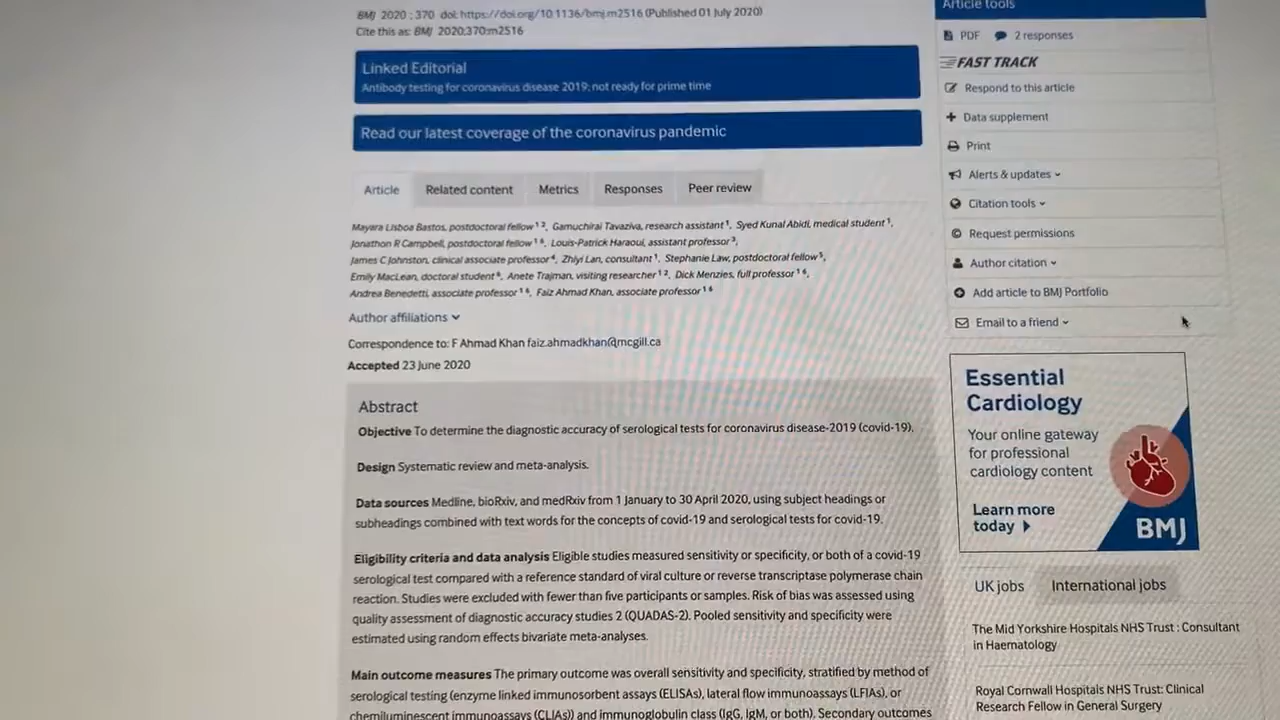 BMJ 2020; 370 doi: https://doi.org/10.1136/bmj.m2516 (Published 01 July 2020)
Cite this as: BMJ 2020;370:m2516
Linked Editorial
Antibody testing for coronavirus disease 2019: not ready for prime time
Read our latest coverage of the coronavirus pandemic
Article Related content Metrics Responses Peer review
Mayara Lisboa Bastos, postdoctoral fellow 1 2, Gamuchirai Tavaziva, research assistant 1, Syed Kunal Abidi, medical student 1,
Jonathon R Campbell, postdoctoral fellow 1 6, Louis-Patrick Haraoui, assistant professor 3,
James C Johnston, clinical associate professor 4, Zhiyi Lan, consultant 1, Stephanie Law, postdoctoral fellow 5,
Emily MacLean, doctoral student 6, Anete Trajman, visiting researcher 1 2, Dick Menzies, full professor 1 6,
Andrea Benedetti, associate professor 1 6, Faiz Ahmad Khan, associate professor 1 6
Author affiliations
Correspondence to: F Ahmad Khan faiz.ahmadkhan@mcgill.ca
Accepted 23 June 2020
Abstract
Objective To determine the diagnostic accuracy of serological tests for coronavirus disease-2019 (covid-19).
Design Systematic review and meta-analysis.
Data sources Medline, bioRxiv, and medRxiv from 1 January to 30 April 2020, using subject headings or
subheadings combined with text words for the concepts of covid-19 and serological tests for covid-19.
Eligibility criteria and data analysis Eligible studies measured sensitivity or specificity, or both of a covid-19
serological test compared with a reference standard of viral culture or reverse transcriptase polymerase chain
reaction. Studies were excluded with fewer than five participants or samples. Risk of bias was assessed using
quality assessment of diagnostic accuracy studies 2 (QUADAS-2). Pooled sensitivity and specificity were
estimated using random effects bivariate meta-analyses.
Main outcome measures The primary outcome was overall sensitivity and specificity, stratified by method of
serological testing (enzyme linked immunosorbent assays (ELISAs), lateral flow immunoassays (LFIAs), or
chemiluminescent immunoassays (CLIAs)) and immunoglobulin class (IgG, IgM, or both). Secondary outcomes
Article tools
PDF 2 responses
FAST TRACK
Respond to this article
Data supplement
Print
Alerts & updates
Citation tools
Request permissions
Author citation
Add article to BMJ Portfolio
Email to a friend
Essential
Cardiology
Your online gateway
for professional
cardiology content
Learn more
today
BMJ
UK jobs International jobs
The Mid Yorkshire Hospitals NHS Trust : Consultant
in Haematology
Royal Cornwall Hospitals NHS Trust: Clinical
Research Fellow in General Surgery